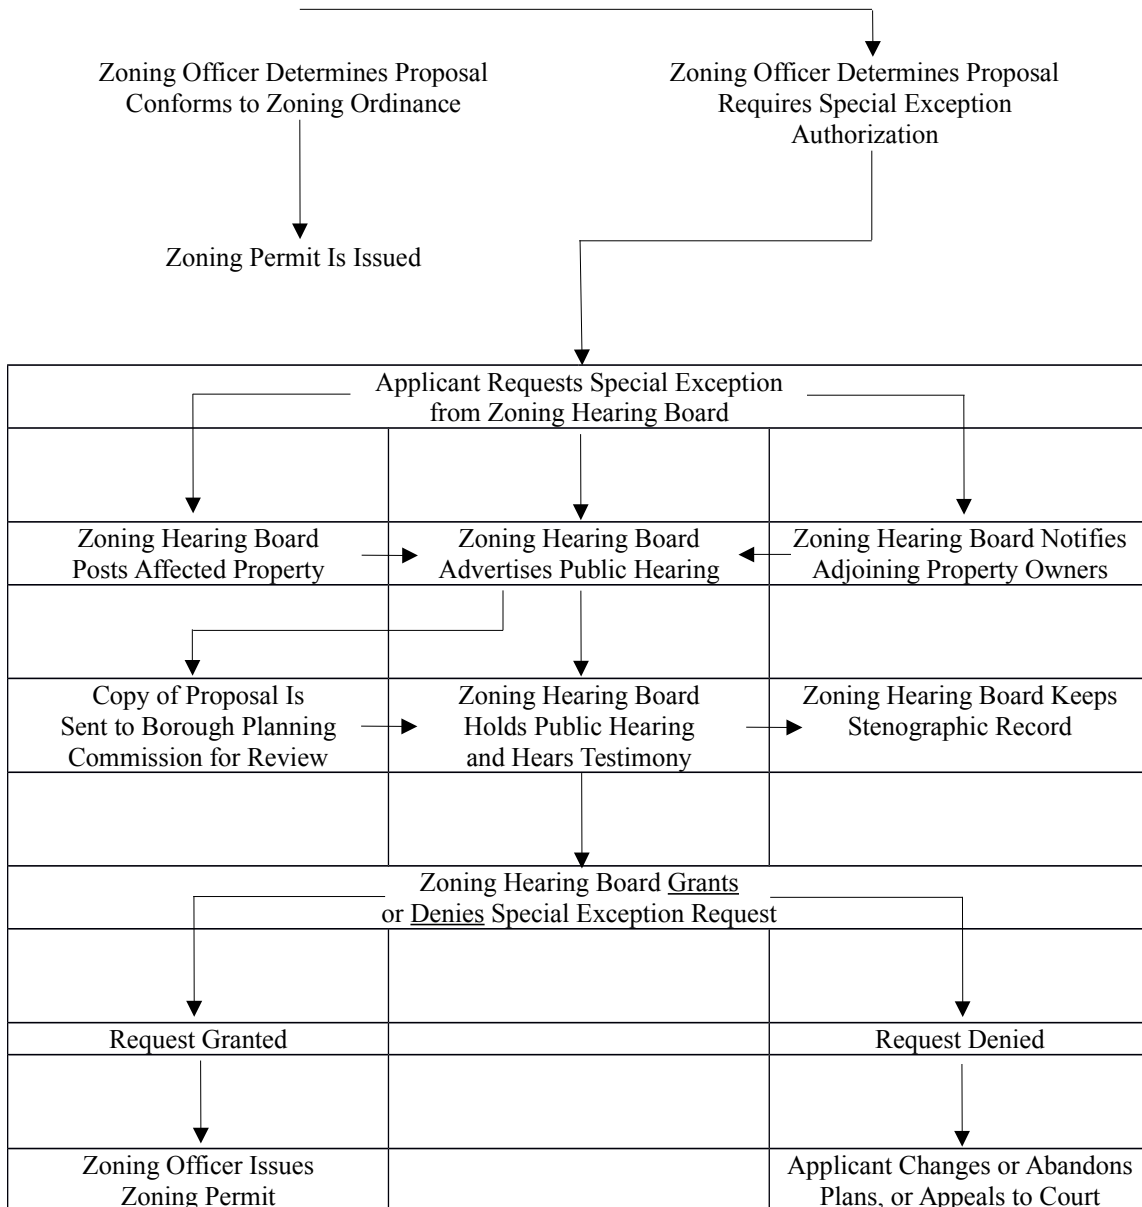 Zoning Officer Determines Proposal
Conforms to Zoning Ordinance
Zoning Officer Determines Proposal
Requires Special Exception
Authorization
Zoning Permit Is Issued
Applicant Requests Special Exception
from Zoning Hearing Board
Zoning Hearing Board
Posts Affected Property
Zoning Hearing Board
Advertises Public Hearing
Zoning Hearing Board Notifies
Adjoining Property Owners
Copy of Proposal Is
Sent to Borough Planning
Commission for Review
Zoning Hearing Board
Holds Public Hearing
and Hears Testimony
Zoning Hearing Board Keeps
Stenographic Record
Zoning Hearing Board Grants
or Denies Special Exception Request
Request Granted
Request Denied
Zoning Officer Issues
Zoning Permit
Applicant Changes or Abandons
Plans, or Appeals to Court